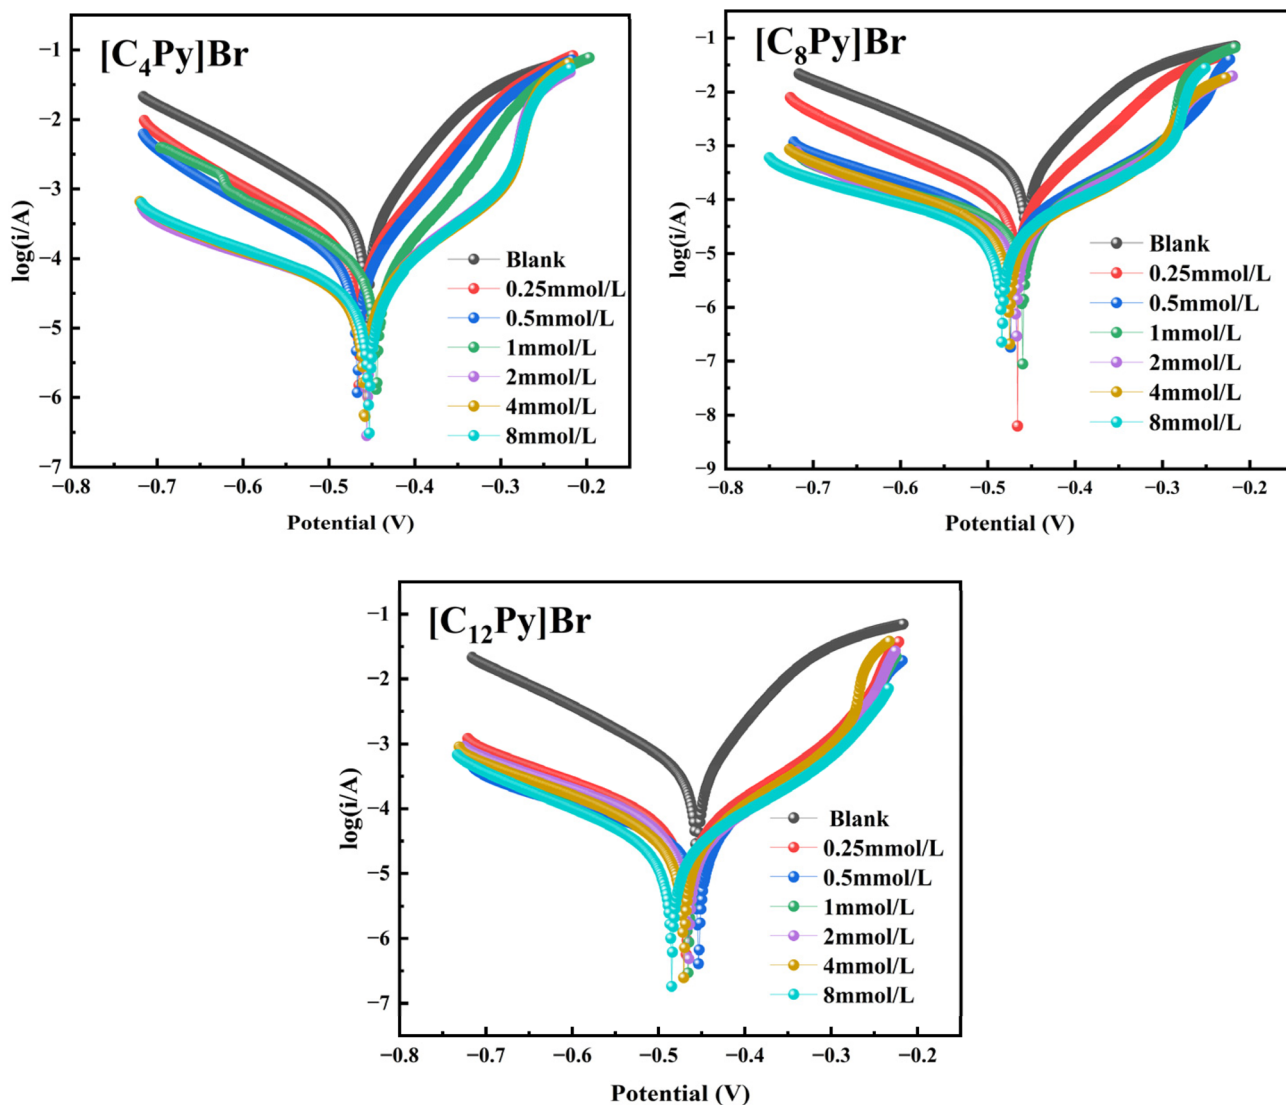 [C4Py]Br
log(i/A)
−1
−2
−3
−4
−5
−6
−7
Blank
0.25mmol/L
0.5mmol/L
1mmol/L
2mmol/L
4mmol/L
8mmol/L
−0.8 −0.7 −0.6 −0.5 −0.4 −0.3 −0.2
Potential (V)
[C8Py]Br
log(i/A)
−1
−2
−3
−4
−5
−6
−7
−8
−9
Blank
0.25mmol/L
0.5mmol/L
1mmol/L
2mmol/L
4mmol/L
8mmol/L
−0.8 −0.7 −0.6 −0.5 −0.4 −0.3 −0.2
Potential (V)
[C12Py]Br
log(i/A)
−1
−2
−3
−4
−5
−6
−7
Blank
0.25mmol/L
0.5mmol/L
1mmol/L
2mmol/L
4mmol/L
8mmol/L
−0.8 −0.7 −0.6 −0.5 −0.4 −0.3 −0.2
Potential (V)